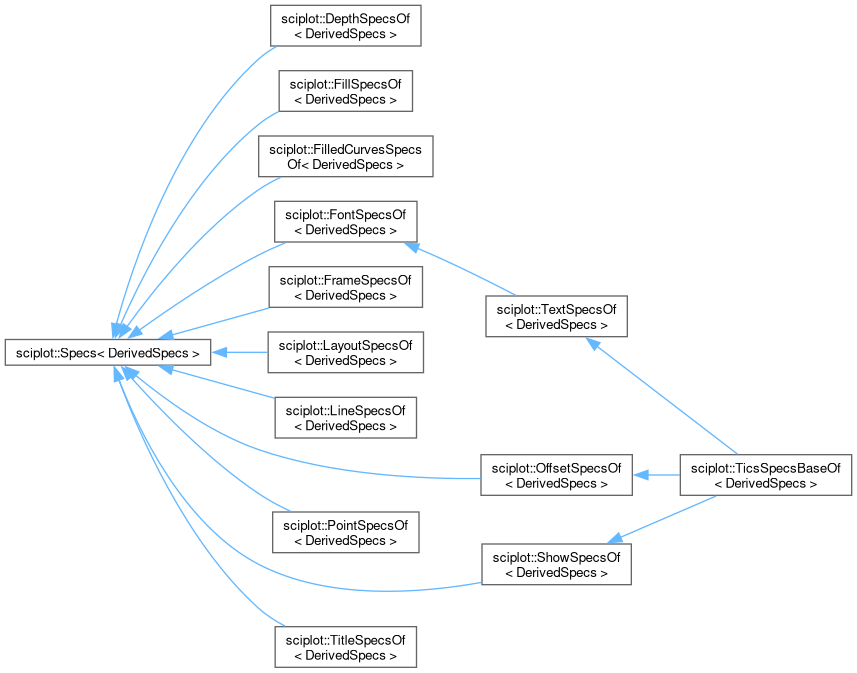 sciplot::DepthSpecsOf
< DerivedSpecs >
sciplot::FillSpecsOf
< DerivedSpecs >
sciplot::FilledCurvesSpecs
Of< DerivedSpecs >
sciplot::FontSpecsOf
< DerivedSpecs >
sciplot::FrameSpecsOf
< DerivedSpecs >
sciplot::TextSpecsOf
< DerivedSpecs >
sciplot::Specs< DerivedSpecs >
sciplot::LayoutSpecsOf
< DerivedSpecs >
sciplot::LineSpecsOf
< DerivedSpecs >
sciplot::OffsetSpecsOf
< DerivedSpecs >
sciplot::TicsSpecsBaseOf
< DerivedSpecs >
sciplot::PointSpecsOf
< DerivedSpecs >
sciplot::ShowSpecsOf
< DerivedSpecs >
sciplot::TitleSpecsOf
< DerivedSpecs >